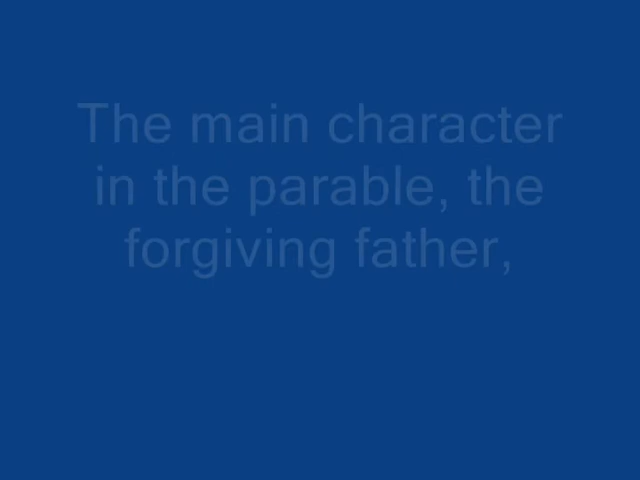 The main character
in the parable, the
forgiving father,